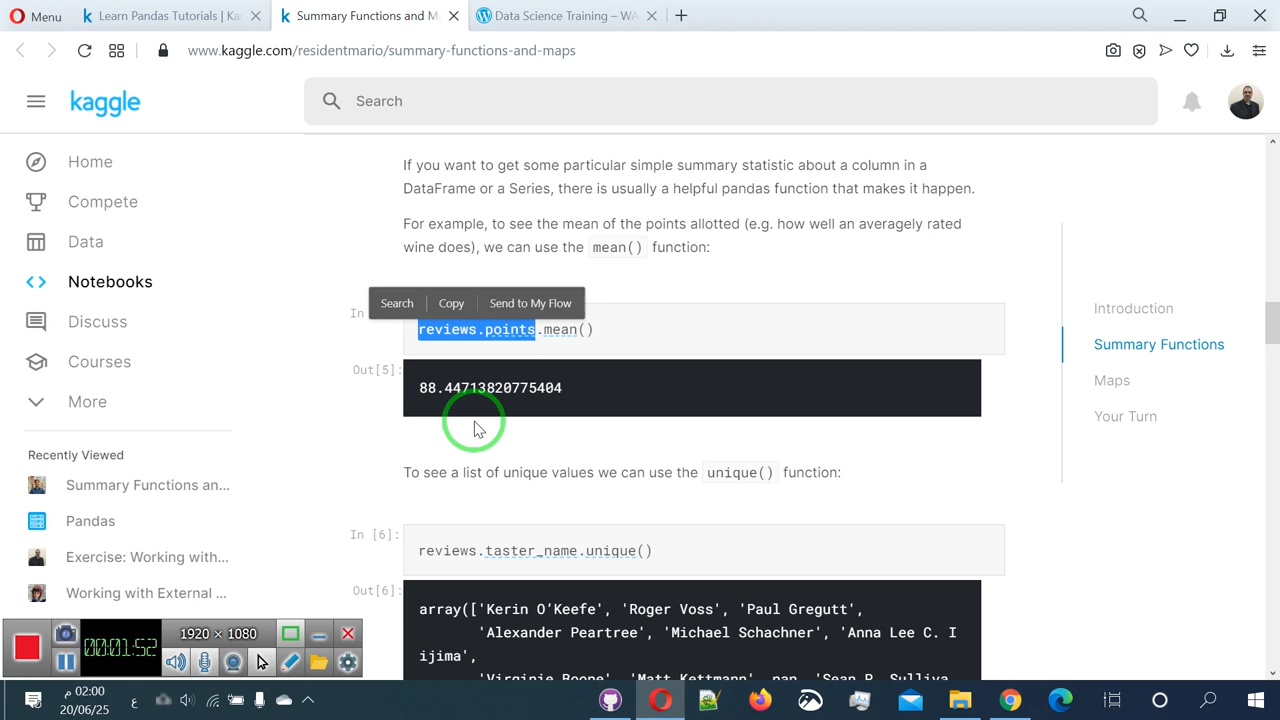 Menu
Learn Pandas Tutorials | Ka
Summary Functions and M
Data Science Training – WA
www.kaggle.com/residentmario/summary-functions-and-maps
kaggle
Search
Home
Compete
Data
Notebooks
Discuss
Courses
More
Recently Viewed
Summary Functions an...
Pandas
Exercise: Working with...
Working with External ...
If you want to get some particular simple summary statistic about a column in a
DataFrame or a Series, there is usually a helpful pandas function that makes it happen.
For example, to see the mean of the points allotted (e.g. how well an averagely rated
wine does), we can use the mean() function:
Search Copy Send to My Flow
In
reviews.points.mean()
Out[5]:
88.44713820775404
To see a list of unique values we can use the unique() function:
In [6]:
reviews.taster_name.unique()
Out[6]:
array(['Kerin O’Keefe', 'Roger Voss', 'Paul Gregutt',
'Alexander Peartree', 'Michael Schachner', 'Anna Lee C. I
ijima',
'Virginie Boone', 'Matt Kettmann', nan, 'Sean P. Sulliva
Introduction
Summary Functions
Maps
Your Turn
00:01:52
1920 × 1080
02:00 م
20/06/25
ع